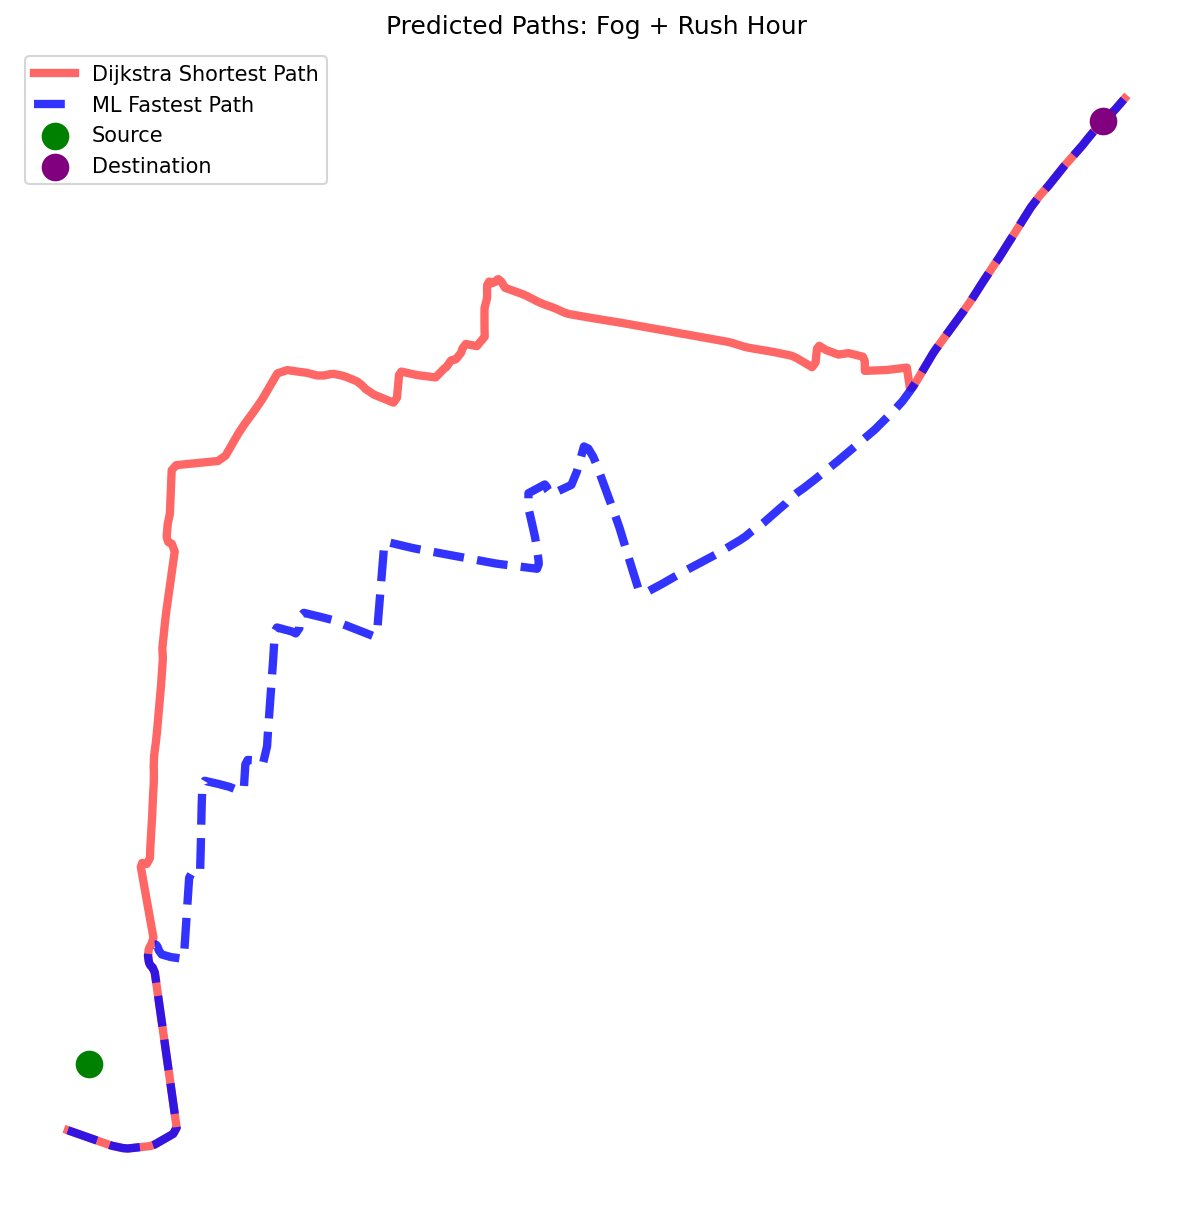 Predicted Paths: Fog + Rush Hour
Dijkstra Shortest Path
ML Fastest Path
Source
Destination